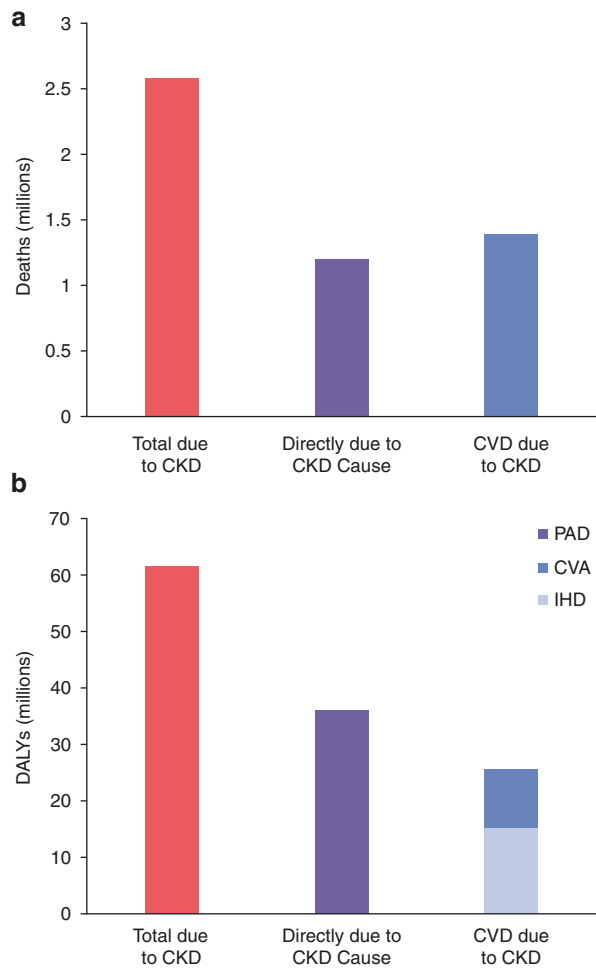 a
3
2.5
2
1.5
1
0.5
0
Deaths (millions)
Total due
to CKD
Directly due to
CKD Cause
CVD due
to CKD
b
70
60
50
40
30
20
10
0
DALYs (millions)
PAD
CVA
IHD
Total due
to CKD
Directly due to
CKD Cause
CVD due
to CKD